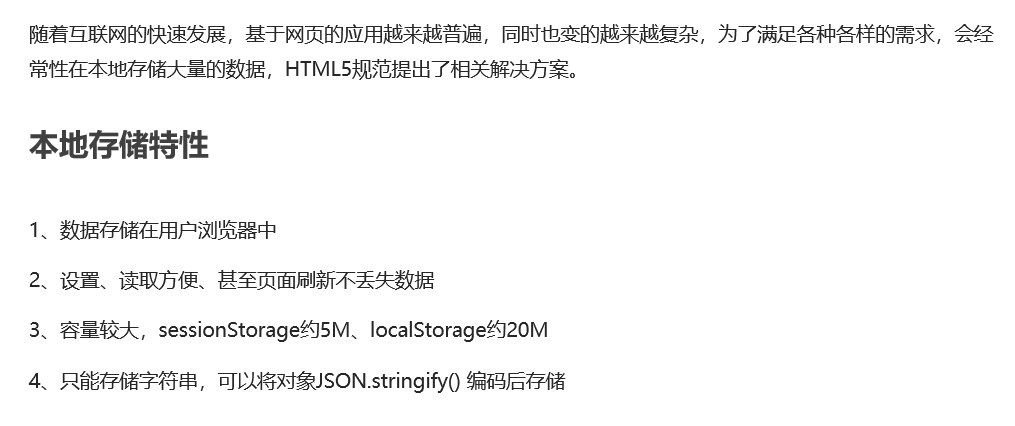 随着互联网的快速发展，基于网页的应用越来越普遍，同时也变的越来越复杂，为了满足各种各样的需求，会经
常性在本地存储大量的数据，HTML5规范提出了相关解决方案。
本地存储特性
1、数据存储在用户浏览器中
2、设置、读取方便、甚至页面刷新不丢失数据
3、容量较大，sessionStorage约5M、localStorage约20M
4、只能存储字符串，可以将对象JSON.stringify() 编码后存储